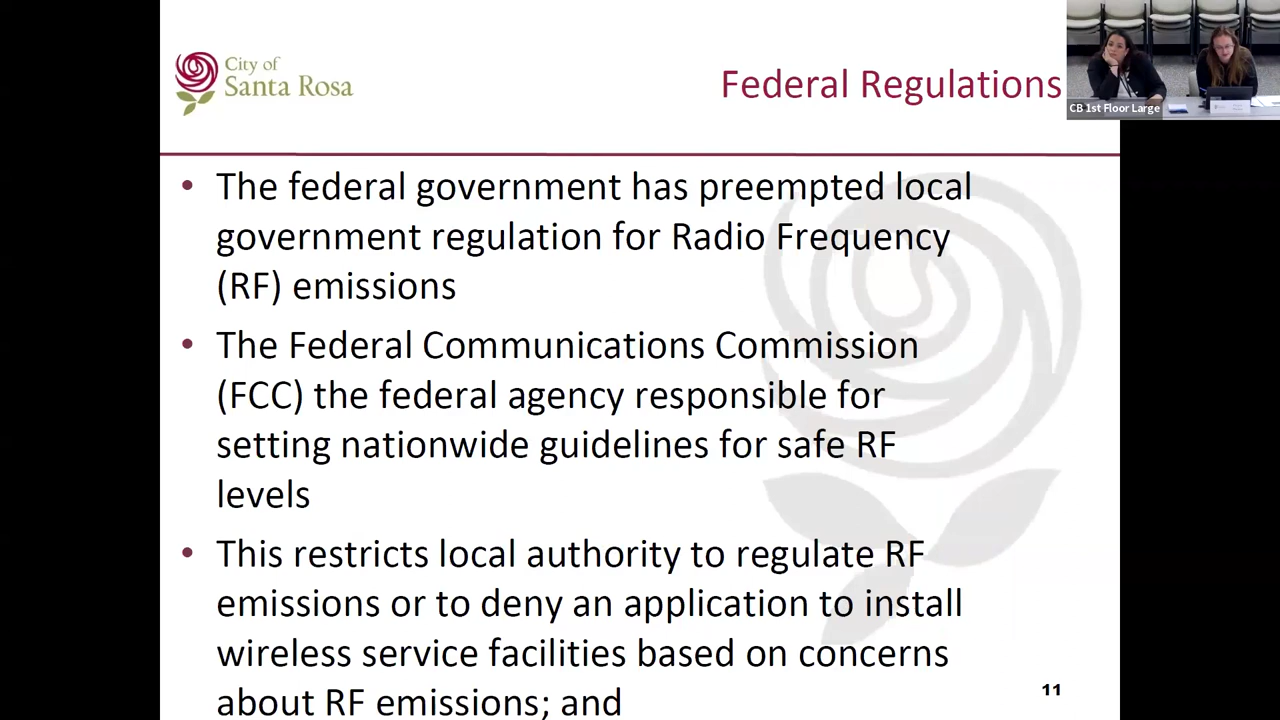 City of
Santa Rosa
Federal Regulations
CB 1st Floor Large
• The federal government has preempted local
government regulation for Radio Frequency
(RF) emissions
• The Federal Communications Commission
(FCC) the federal agency responsible for
setting nationwide guidelines for safe RF
levels
• This restricts local authority to regulate RF
emissions or to deny an application to install
wireless service facilities based on concerns
about RF emissions; and
11